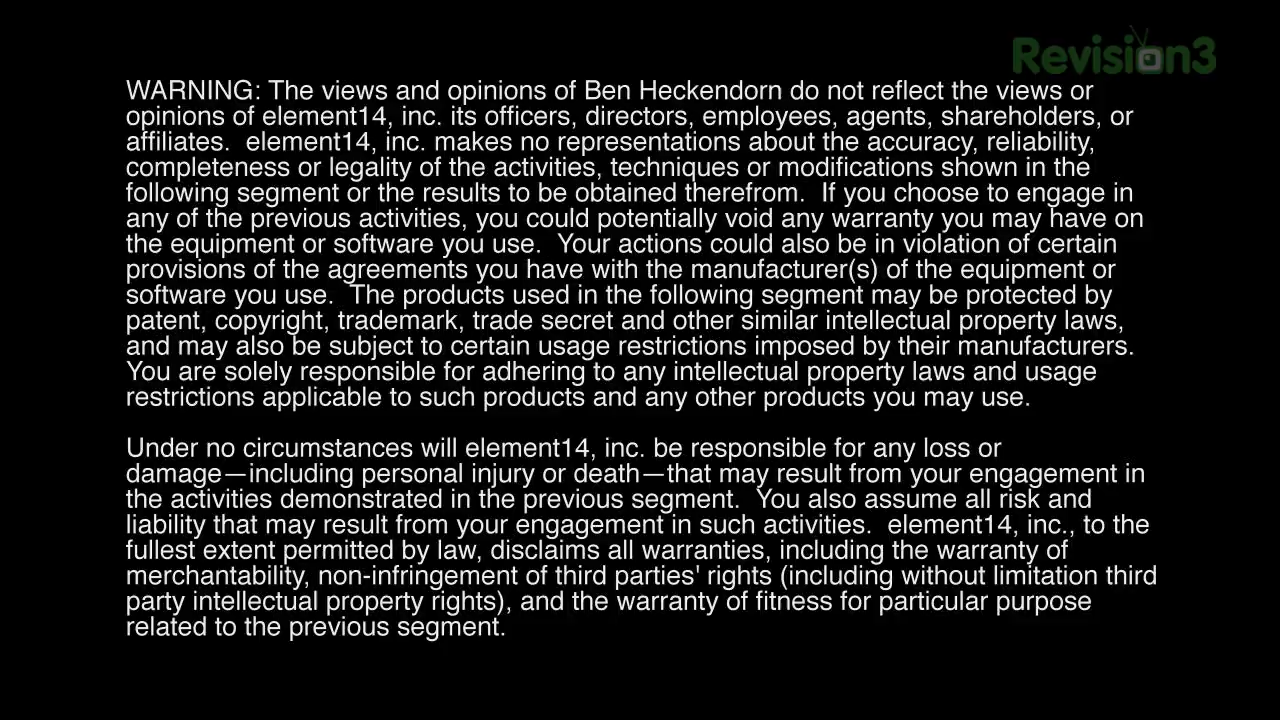 Revision3
WARNING: The views and opinions of Ben Heckendorn do not reflect the views or
opinions of element14, inc. its officers, directors, employees, agents, shareholders, or
affiliates.  element14, inc. makes no representations about the accuracy, reliability,
completeness or legality of the activities, techniques or modifications shown in the
following segment or the results to be obtained therefrom.  If you choose to engage in
any of the previous activities, you could potentially void any warranty you may have on
the equipment or software you use.  Your actions could also be in violation of certain
provisions of the agreements you have with the manufacturer(s) of the equipment or
software you use.  The products used in the following segment may be protected by
patent, copyright, trademark, trade secret and other similar intellectual property laws,
and may also be subject to certain usage restrictions imposed by their manufacturers.
You are solely responsible for adhering to any intellectual property laws and usage
restrictions applicable to such products and any other products you may use.
Under no circumstances will element14, inc. be responsible for any loss or
damage—including personal injury or death—that may result from your engagement in
the activities demonstrated in the previous segment.  You also assume all risk and
liability that may result from your engagement in such activities.  element14, inc., to the
fullest extent permitted by law, disclaims all warranties, including the warranty of
merchantability, non-infringement of third parties' rights (including without limitation third
party intellectual property rights), and the warranty of fitness for particular purpose
related to the previous segment.